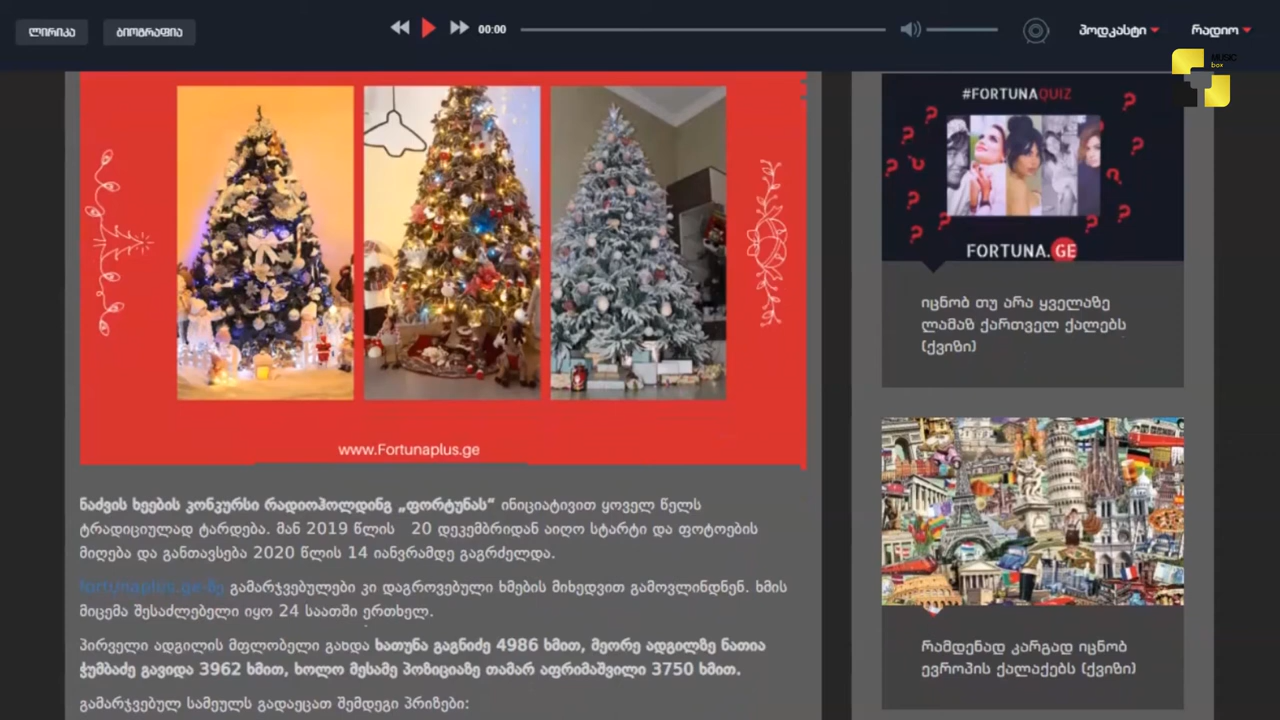 ლირიკა
ბიოგრაფია
00:00
პოდკასტი
რადიო
MUSIC
box
www.Fortunaplus.ge
ნაძვის ხეების კონკურსი რადიოჰოლდინგ „ფორტუნას“ ინიციატივით ყოველ წელს
ტრადიციულად ტარდება. მან 2019 წლის 20 დეკემბრიდან აიღო სტარტი და ფოტოების
მიღება და განთავსება 2020 წლის 14 იანვრამდე გაგრძელდა.
fortunaplus.ge-ზე გამარჯვებულები კი დაგროვებული ხმების მიხედვით გამოვლინდნენ. ხმის
მიცემა შესაძლებელი იყო 24 საათში ერთხელ.
პირველი ადგილის მფლობელი გახდა ხათუნა გაგნიძე 4986 ხმით, მეორე ადგილზე ნათია
ჭუმბაძე გავიდა 3962 ხმით, ხოლო მესამე პოზიციაზე თამარ აფრიმაშვილი 3750 ხმით.
გამარჯვებულ სამეულს გადაეცათ შემდეგი პრიზები:
#FORTUNAQUIZ
FORTUNA.GE
იცნობ თუ არა ყველაზე
ლამაზ ქართველ ქალებს
(ქვიზი)
რამდენად კარგად იცნობ
ევროპის ქალაქებს (ქვიზი)